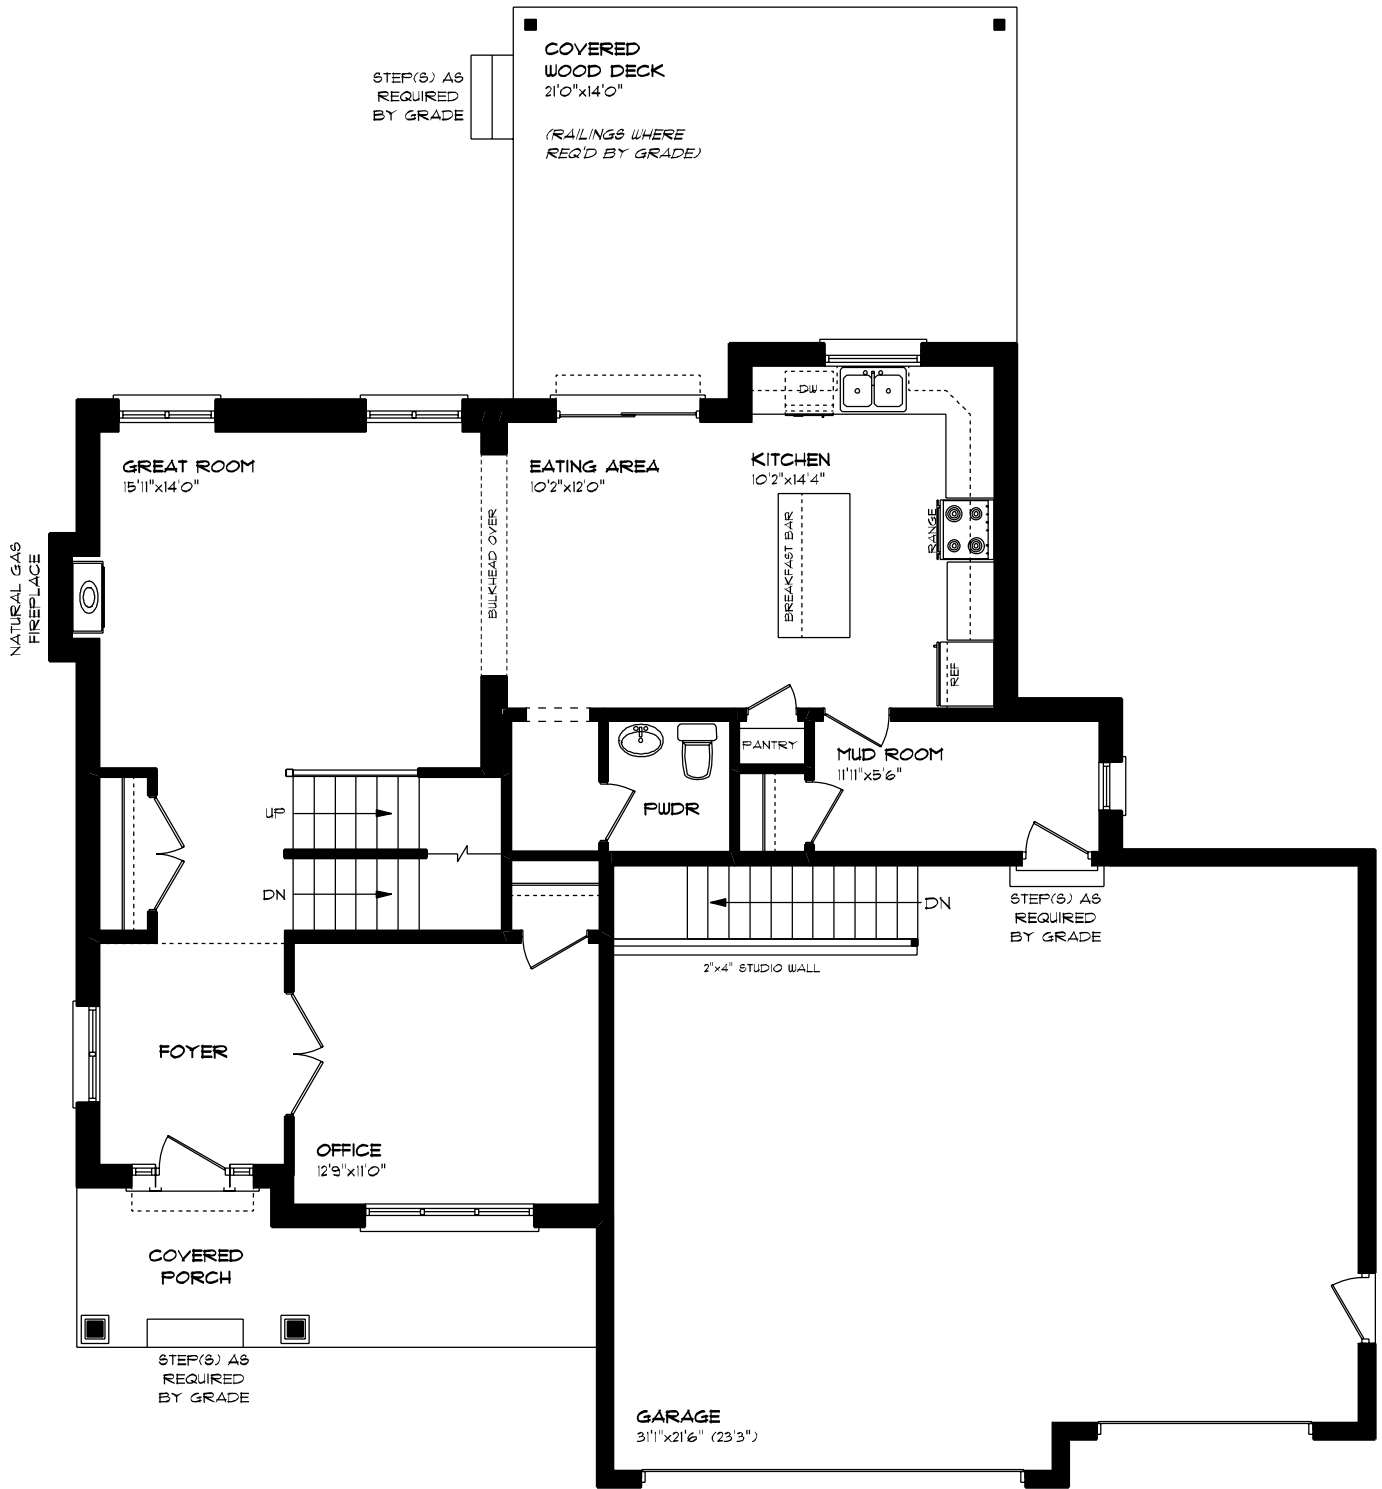 COVERED
WOOD DECK
21'0"x14'0"
(RAILINGS WHERE
REQ'D BY GRADE)
STEP(S) AS
REQUIRED
BY GRADE
DW
GREAT ROOM
15'11"x14'0"
EATING AREA
10'2"x12'0"
KITCHEN
10'2"x14'4"
NATURAL GAS
FIREPLACE
BULKHEAD OVER
BREAKFAST BAR
RANGE
REF
PANTRY
MUD ROOM
11'11"x5'6"
PWDR
UP
DN
DN
STEP(S) AS
REQUIRED
BY GRADE
2"x4" STUDIO WALL
FOYER
OFFICE
12'9"x11'0"
COVERED
PORCH
STEP(S) AS
REQUIRED
BY GRADE
GARAGE
31'1"x21'6" (23'3")